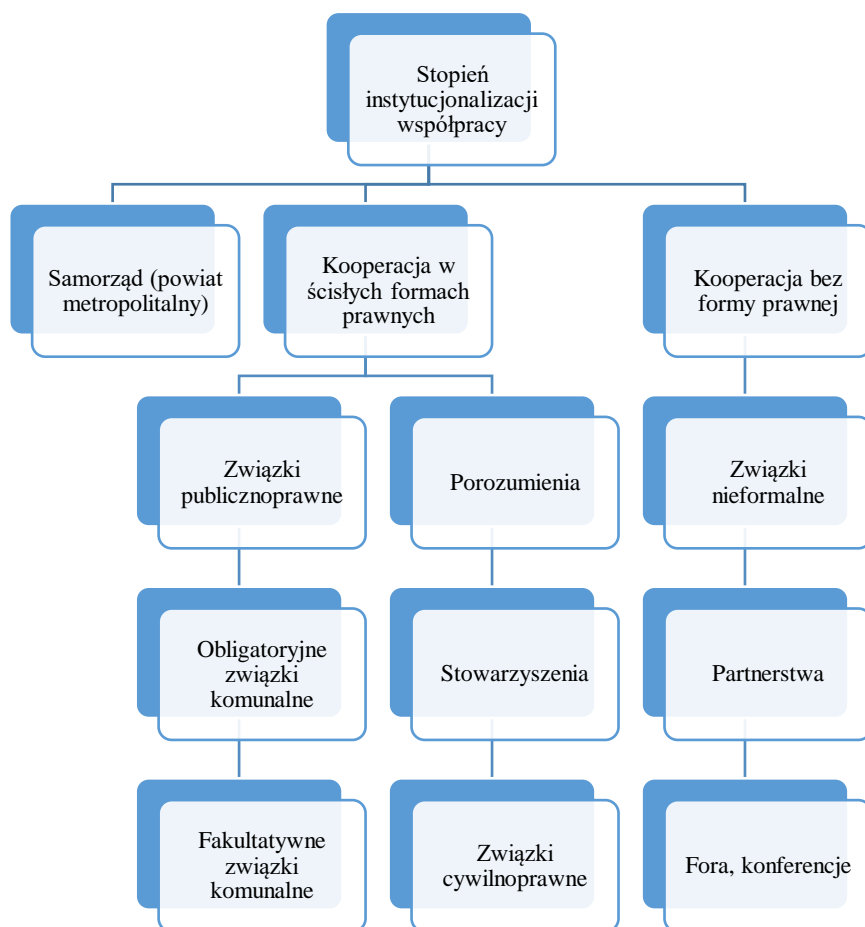 Stopień
instytucjonalizacji
współpracy
Samorząd (powiat
metropolitalny)
Kooperacja w
ścisłych formach
prawnych
Kooperacja bez
formy prawnej
Związki
publicznoprawne
Porozumienia
Związki
nieformalne
Obligatoryjne
związki
komunalne
Stowarzyszenia
Partnerstwa
Fakultatywne
związki
komunalne
Związki
cywilnoprawne
Fora, konferencje